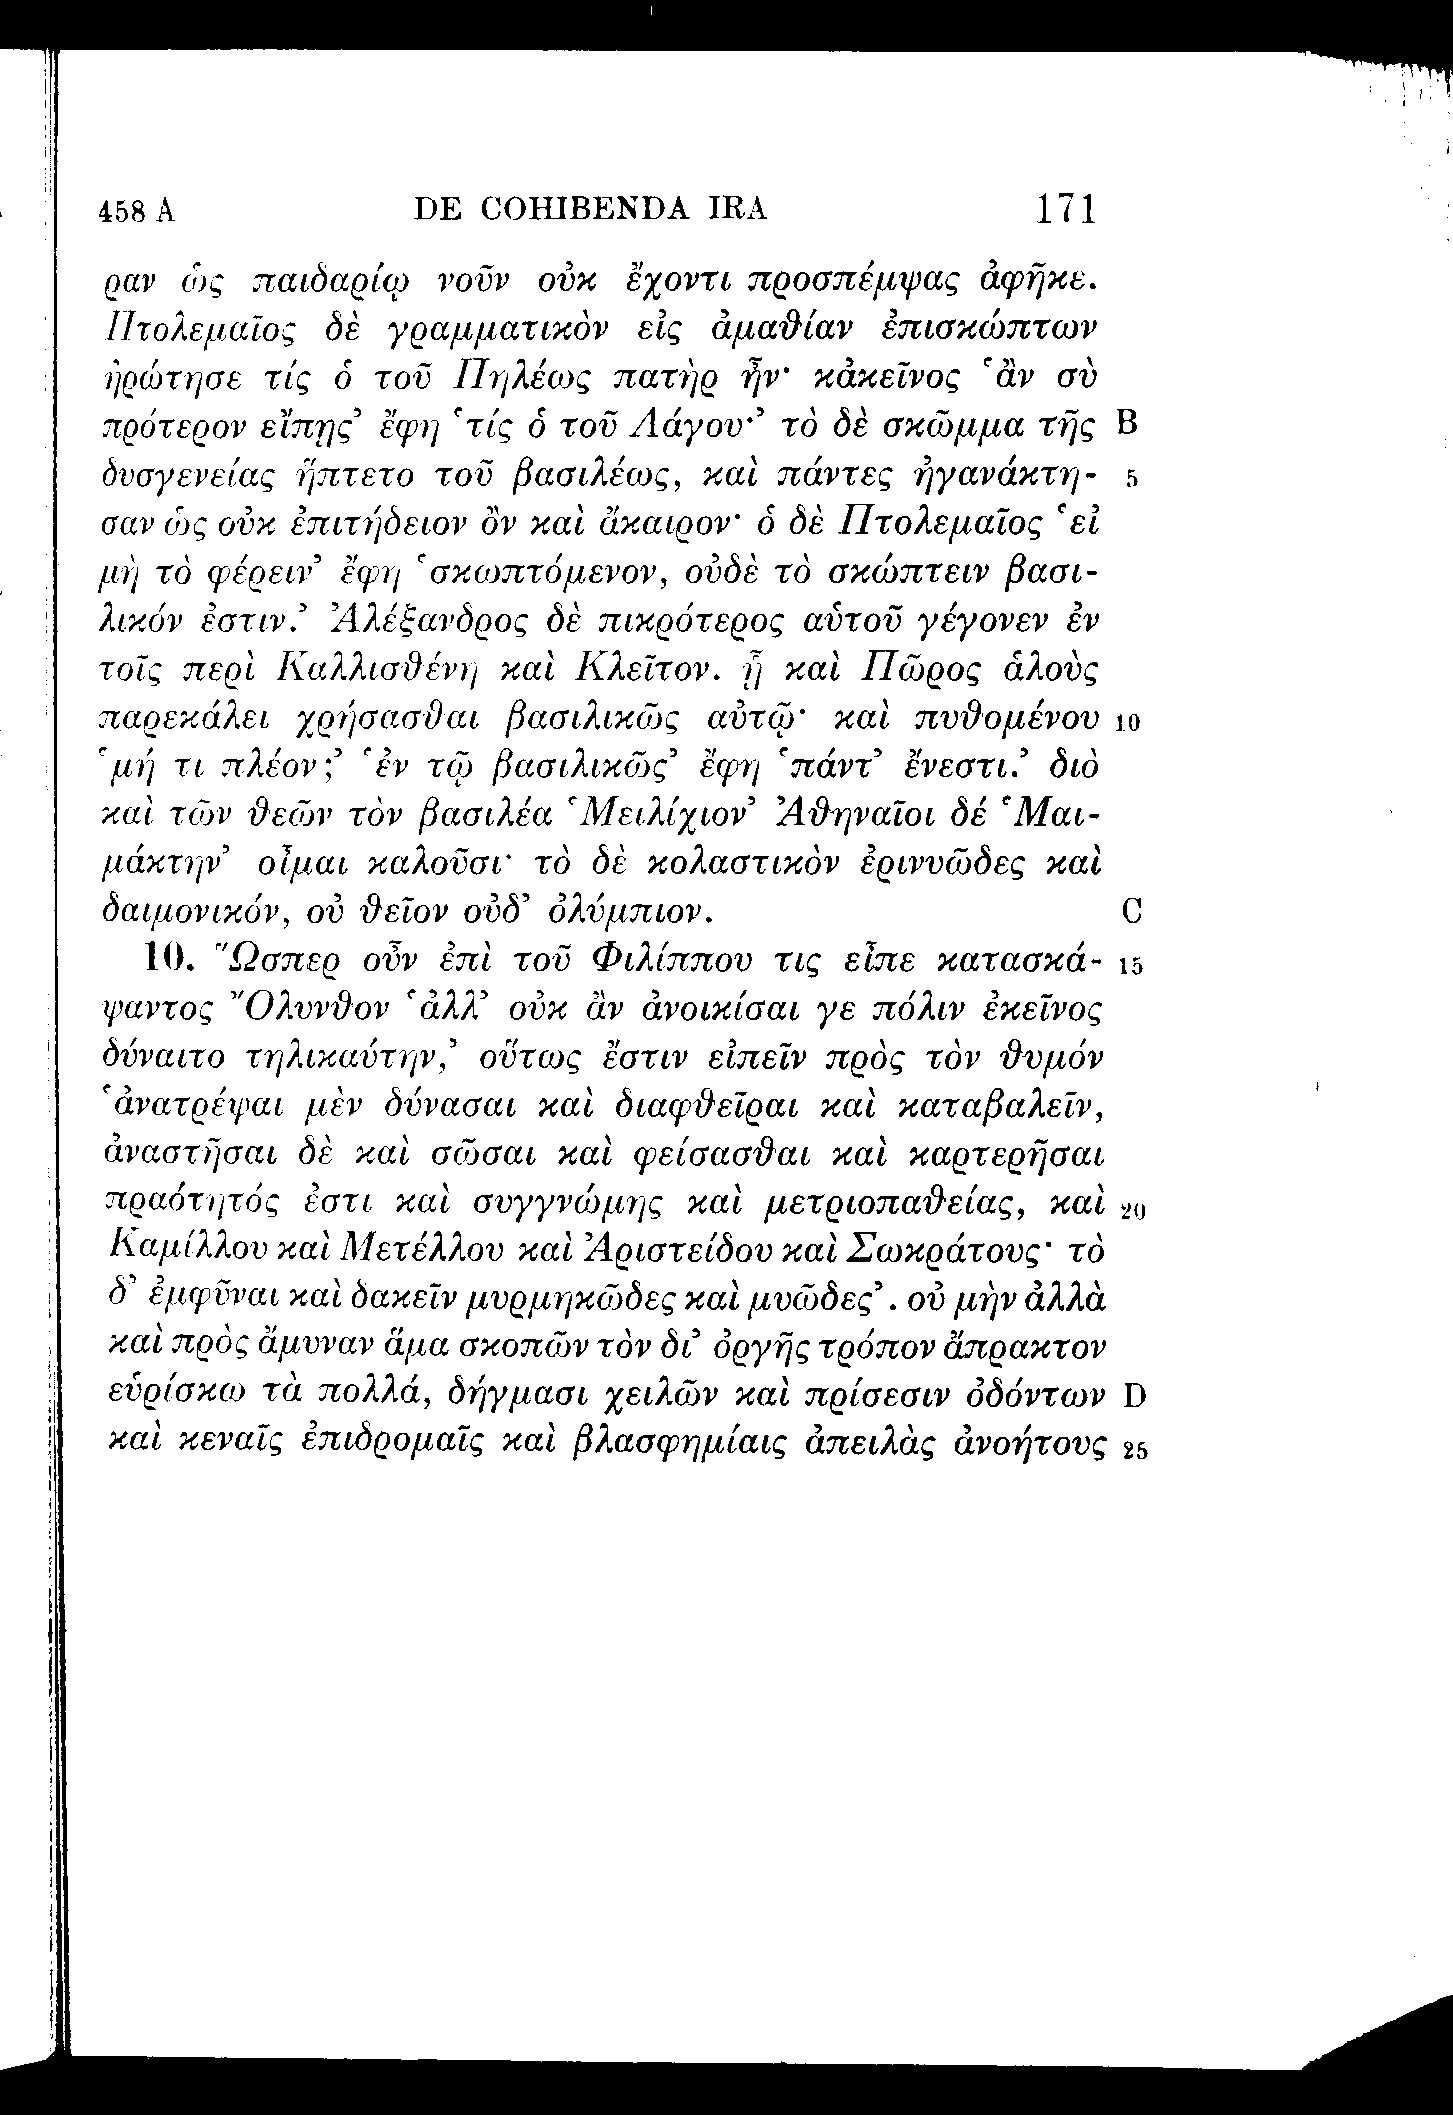 458 A DE COHIBENDA IRA 171
ραν ὡς παιδαρίῳ νοῦν οὐκ ἔχοντι προσπέμψας ἀφῆκε.
Πτολεμαῖος δὲ γραμματικὸν εἰς ἀμαθίαν ἐπισκώπτων
ἠρώτησε τίς ὁ τοῦ Πηλέως πατὴρ ἦν· κἀκεῖνος ‘ἂν σὺ
πρότερον εἴπῃς’ ἔφη ‘τίς ὁ τοῦ Λάγου·’ τὸ δὲ σκῶμμα τῆς B
δυσγενείας ἥπτετο τοῦ βασιλέως, καὶ πάντες ἠγανάκτη- 5
σαν ὡς οὐκ ἐπιτήδειον ὂν καὶ ἄκαιρον· ὁ δὲ Πτολεμαῖος ‘εἰ
μὴ τὸ φέρειν’ ἔφη ‘σκωπτόμενον, οὐδὲ τὸ σκώπτειν βασι-
λικόν ἐστιν.’ Ἀλέξανδρος δὲ πικρότερος αὑτοῦ γέγονεν ἐν
τοῖς περὶ Καλλισθένη καὶ Κλεῖτον. ᾗ καὶ Πῶρος ἁλοὺς
παρεκάλει χρήσασθαι βασιλικῶς αὐτῷ· καὶ πυθομένου 10
‘μή τι πλέον;’ ‘ἐν τῷ βασιλικῶς’ ἔφη ‘πάντ’ ἔνεστι.’ διὸ
καὶ τῶν θεῶν τὸν βασιλέα ‘Μειλίχιον’ Ἀθηναῖοι δέ ‘Μαι-
μάκτην’ οἶμαι καλοῦσι· τὸ δὲ κολαστικὸν ἐρινυῶδες καὶ
δαιμονικόν, οὐ θεῖον οὐδ’ ὀλύμπιον. C
10. Ὥσπερ οὖν ἐπὶ τοῦ Φιλίππου τις εἶπε κατασκά- 15
ψαντος Ὄλυνθον ‘ἀλλ’ οὐκ ἂν ἀνοικίσαι γε πόλιν ἐκεῖνος
δύναιτο τηλικαύτην,’ οὕτως ἔστιν εἰπεῖν πρὸς τὸν θυμόν
‘ἀνατρέψαι μὲν δύνασαι καὶ διαφθεῖραι καὶ καταβαλεῖν,
ἀναστῆσαι δὲ καὶ σῶσαι καὶ φείσασθαι καὶ καρτερῆσαι
πραότητός ἐστι καὶ συγγνώμης καὶ μετριοπαθείας, καὶ 20
Καμίλλου καὶ Μετέλλου καὶ Ἀριστείδου καὶ Σωκράτους· τὸ
δ’ ἐμφῦναι καὶ δακεῖν μυρμηκῶδες καὶ μυῶδες’. οὐ μὴν ἀλλὰ
καὶ πρὸς ἄμυναν ἅμα σκοπῶν τὸν δι’ ὀργῆς τρόπον ἄπρακτον
εὑρίσκω τὰ πολλά, δήγμασι χειλῶν καὶ πρίσεσιν ὀδόντων D
καὶ κεναῖς ἐπιδρομαῖς καὶ βλασφημίαις ἀπειλὰς ἀνοήτους 25